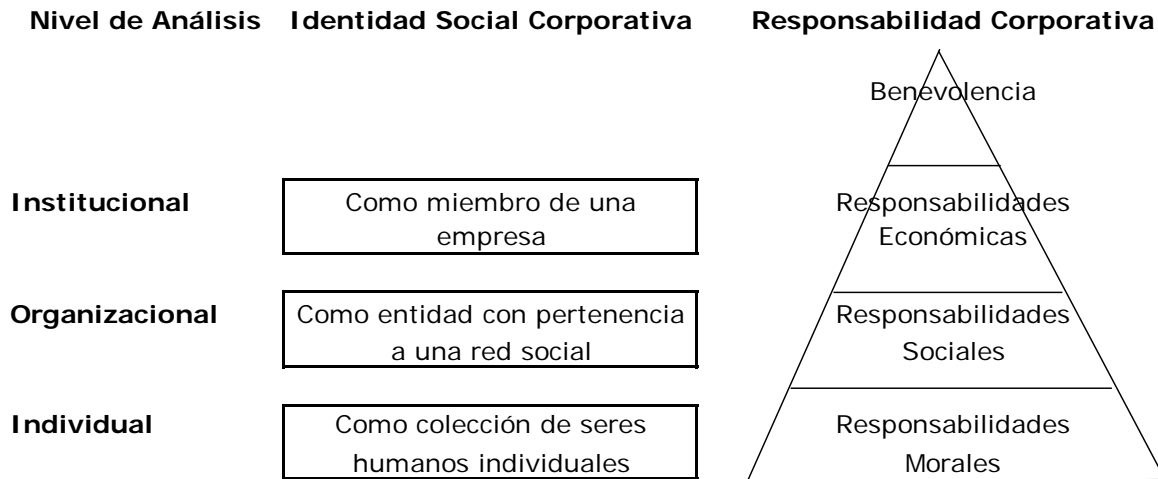 Nivel de Análisis Identidad Social Corporativa Responsabilidad Corporativa
Benevolencia
Institucional Como miembro de una Responsabilidades
empresa Económicas
Organizacional Como entidad con pertenencia Responsabilidades
a una red social Sociales
Individual Como colección de seres Responsabilidades
humanos individuales Morales